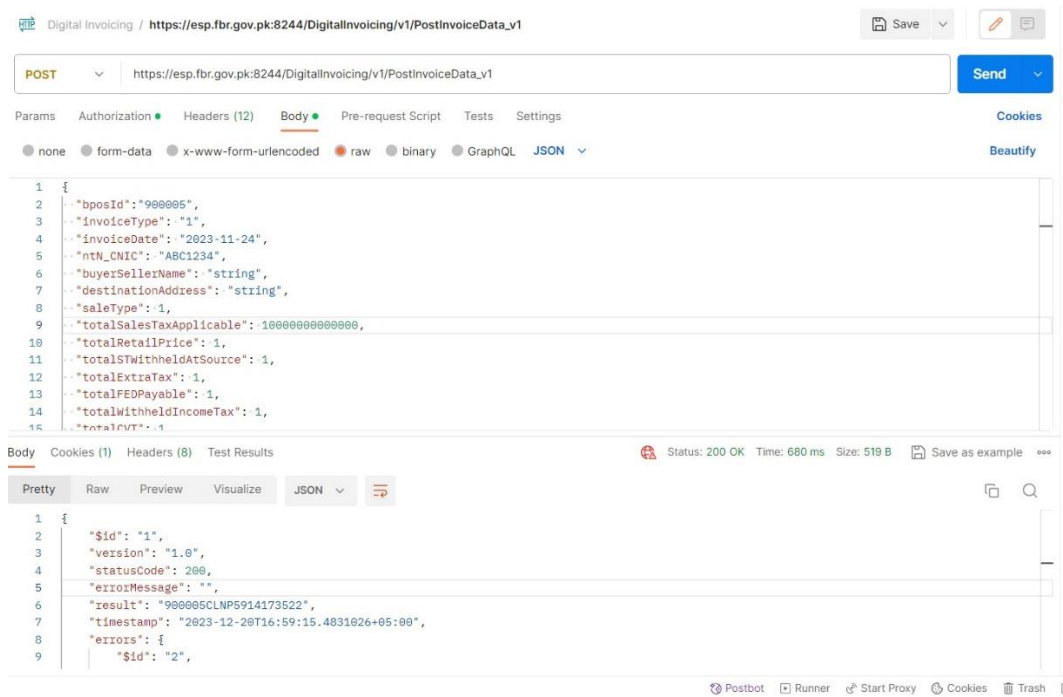 HTTP Digital Invoicing / https://esp.fbr.gov.pk:8244/DigitalInvoicing/v1/PostInvoiceData_v1 Save
POST https://esp.fbr.gov.pk:8244/DigitalInvoicing/v1/PostInvoiceData_v1 Send
Params Authorization Headers (12) Body Pre-request Script Tests Settings Cookies
none form-data x-www-form-urlencoded raw binary GraphQL JSON Beautify
1 {
2 "bposId":"900005",
3 "invoiceType": "1",
4 "invoiceDate": "2023-11-24",
5 "ntN_CNIC": "ABC1234",
6 "buyerSellerName": "string",
7 "destinationAddress": "string",
8 "saleType": 1,
9 "totalSalesTaxApplicable": 10000000000000,
10 "totalRetailPrice": 1,
11 "totalSTWithheldAtSource": 1,
12 "totalExtraTax": 1,
13 "totalFEDPayable": 1,
14 "totalWithheldIncomeTax": 1,
15 "totalCVT": 1
Body Cookies (1) Headers (8) Test Results Status: 200 OK Time: 680 ms Size: 519 B Save as example
Pretty Raw Preview Visualize JSON
1 {
2 "$id": "1",
3 "version": "1.0",
4 "statusCode": 200,
5 "errorMessage": "",
6 "result": "900005CLNP5914173522",
7 "timestamp": "2023-12-20T16:59:15.4831026+05:00",
8 "errors": {
9 "$id": "2",
Postbot Runner Start Proxy Cookies Trash